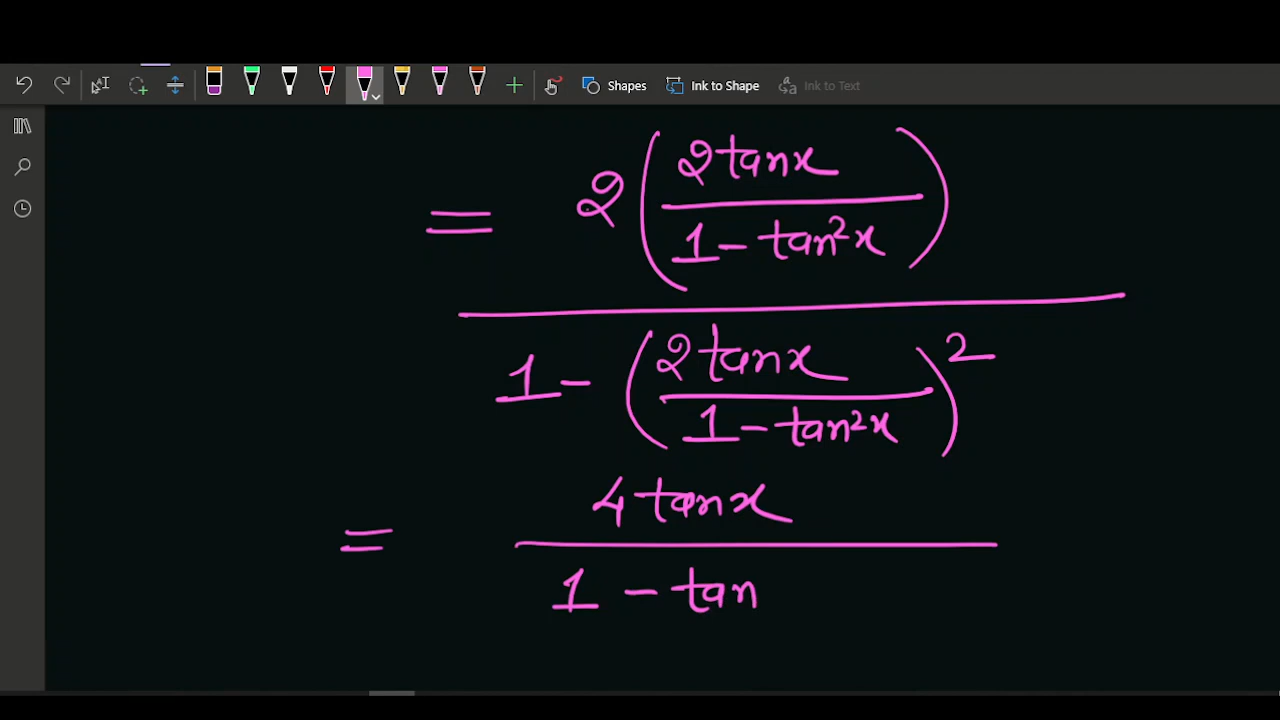 Shapes Ink to Shape Ink to Text
= 2 (2tanx / 1 - tan²x)
1 - (2tanx / 1 - tan²x)²
= 4tanx
1 - tan